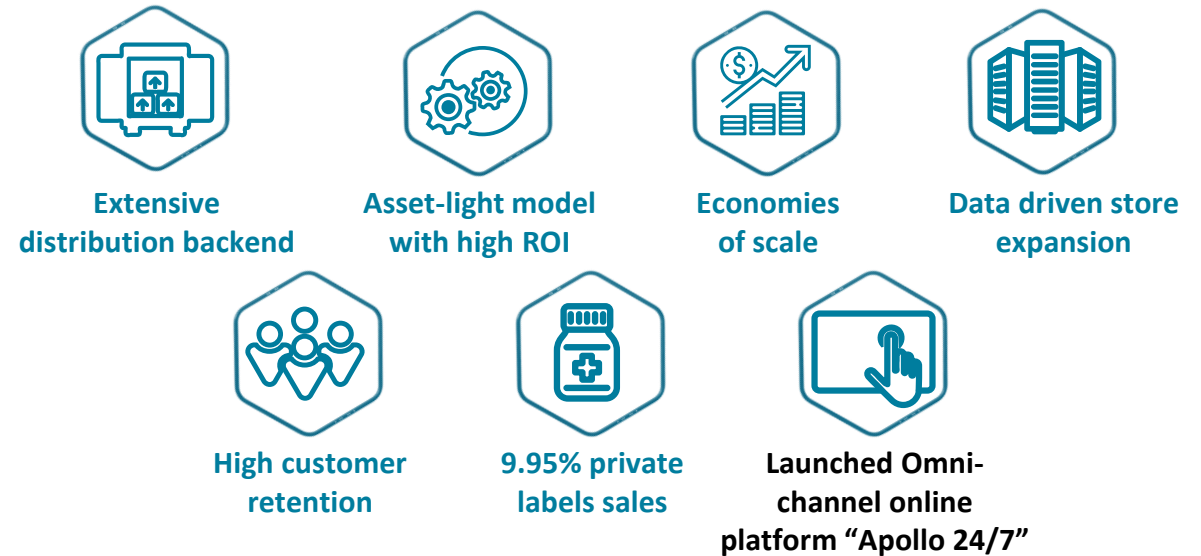 Extensive
distribution backend
Asset-light model
with high ROI
Economies
of scale
Data driven store
expansion
High customer
retention
9.95% private
labels sales
Launched Omni-
channel online
platform “Apollo 24/7”